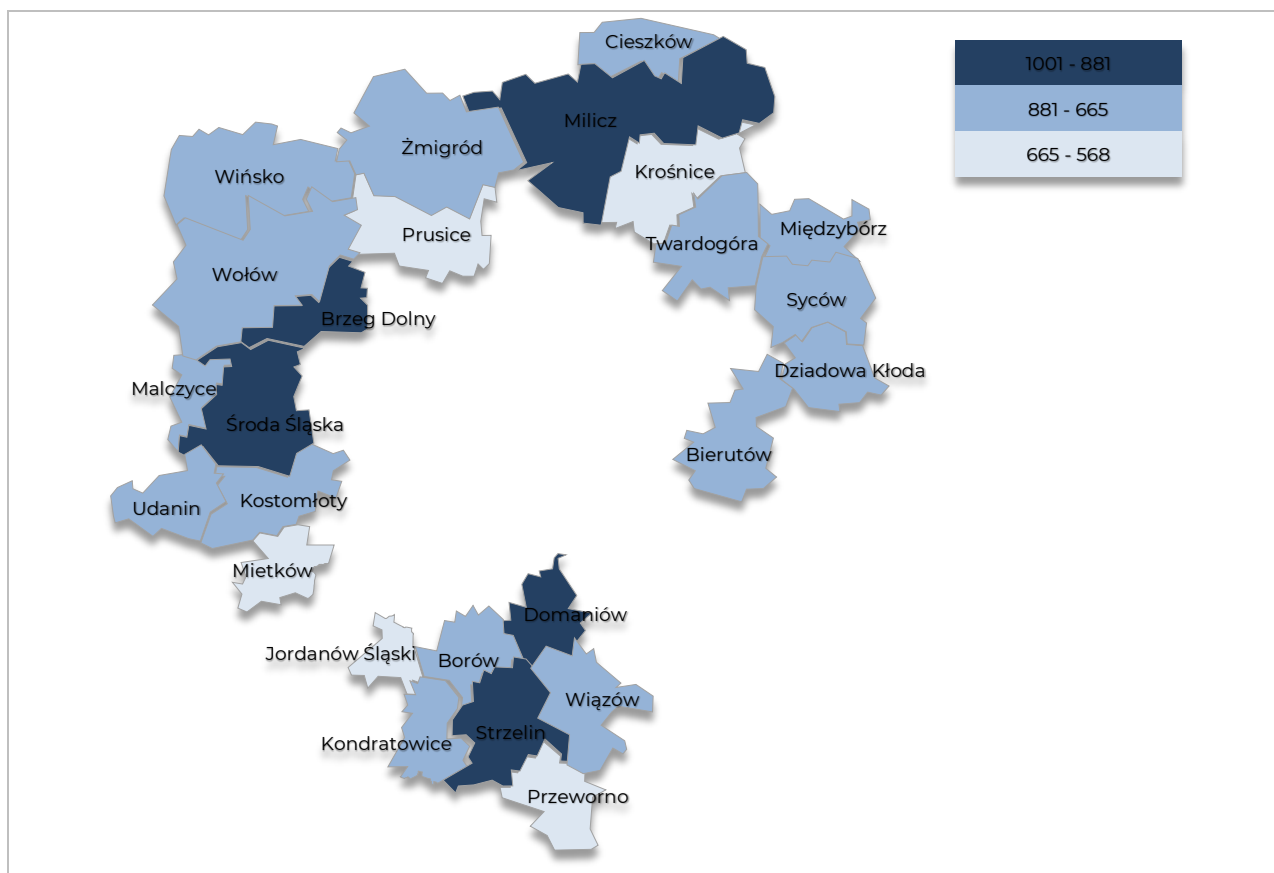 Cieszków
1001 - 881
881 - 665
665 - 568
Milicz
Żmigród
Krośnice
Wińsko
Prusice
Międzybórz
Twardogóra
Wołów
Syców
Brzeg Dolny
Dziadowa Kłoda
Malczyce
Środa Śląska
Bierutów
Kostomłoty
Udanin
Mietków
Domaniów
Jordanów Śląski
Borów
Wiązów
Strzelin
Kondratowice
Przeworno